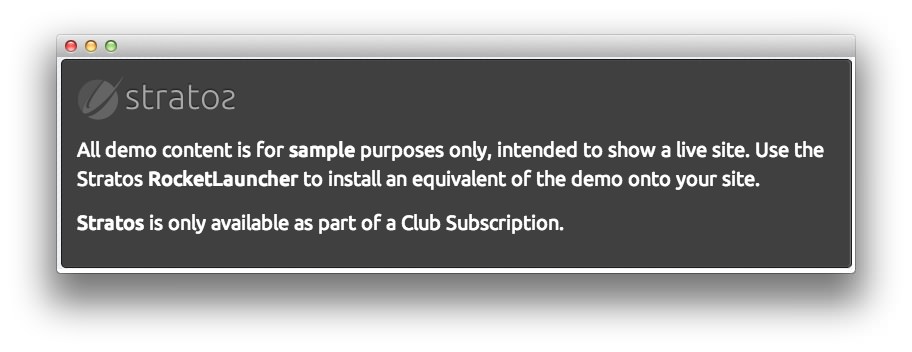 stratos
All demo content is for sample purposes only, intended to show a live site. Use the
Stratos RocketLauncher to install an equivalent of the demo onto your site.
Stratos is only available as part of a Club Subscription.